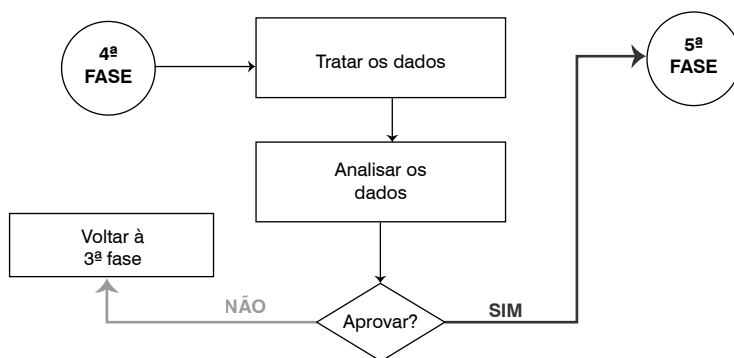 4ª
FASE
Tratar os dados
5ª
FASE
Analisar os
dados
Voltar à
3ª fase
NÃO
Aprovar?
SIM